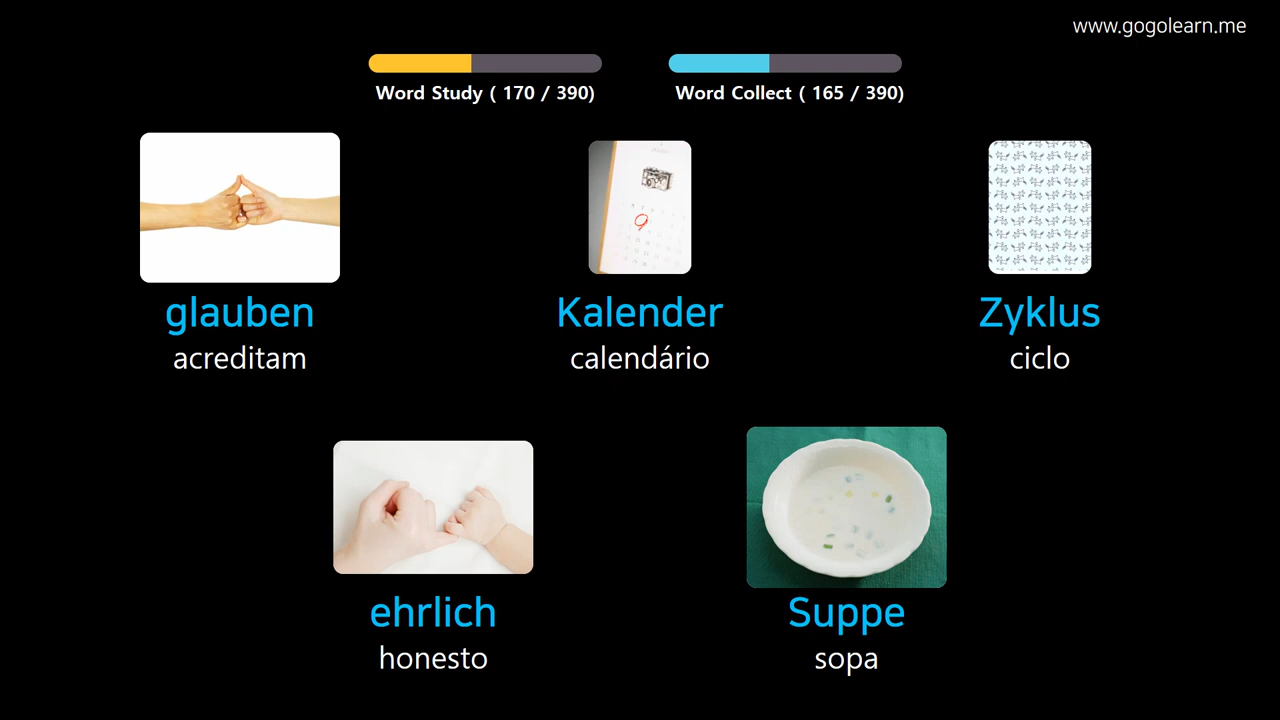 www.gogolearn.me
Word Study ( 170 / 390)
Word Collect ( 165 / 390)
glauben
acreditam
Kalender
calendário
Zyklus
ciclo
ehrlich
honesto
Suppe
sopa